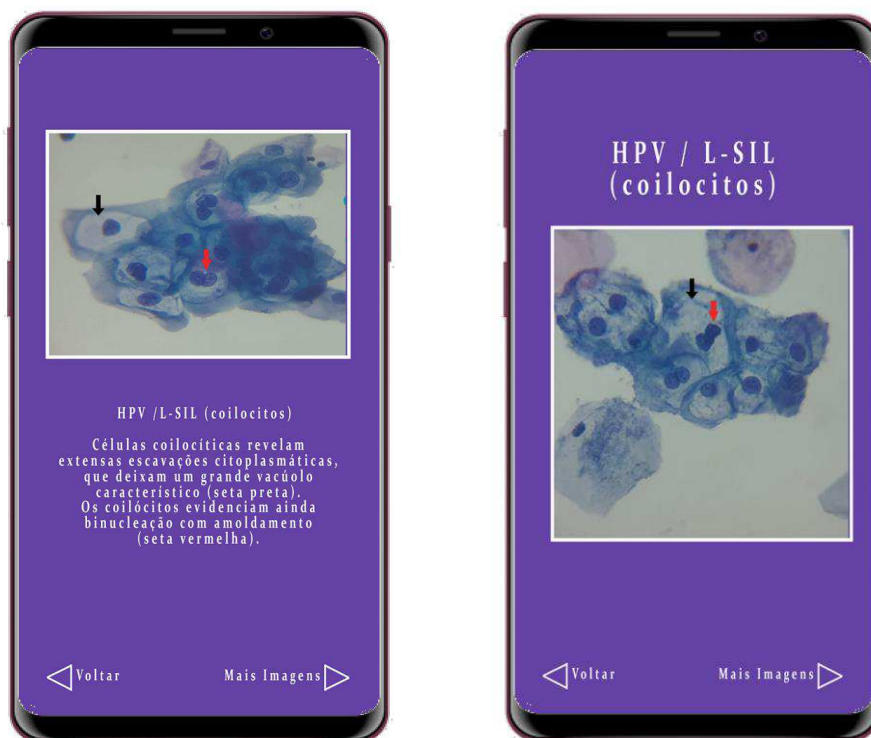 HPV /L-SIL (coilocitos)
Células coilocíticas revelam
extensas escavações citoplasmáticas,
que deixam um grande vacúolo
característico (seta preta).
Os coilócitos evidenciam ainda
binucleação com amoldamento
(seta vermelha).
Voltar
Mais Imagens
HPV / L-SIL
(coilocitos)
Voltar
Mais Imagens